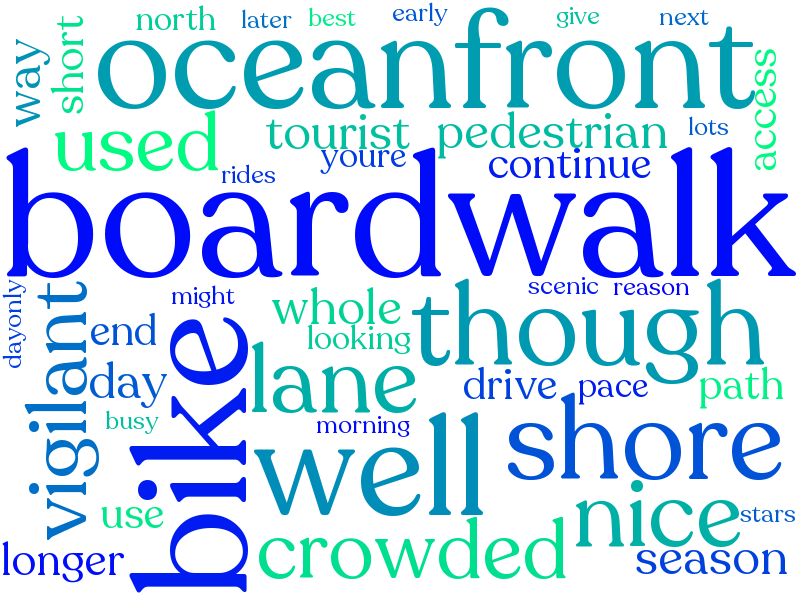 north later best early give next
way short oceanfront access
used tourist pedestrian lots
rides youre continue
boardwalk
dayonly might scenic reason
vigilant end whole though
looking
day bike lane drive pace path
busy morning
well shore
use nice stars
longer crowded season